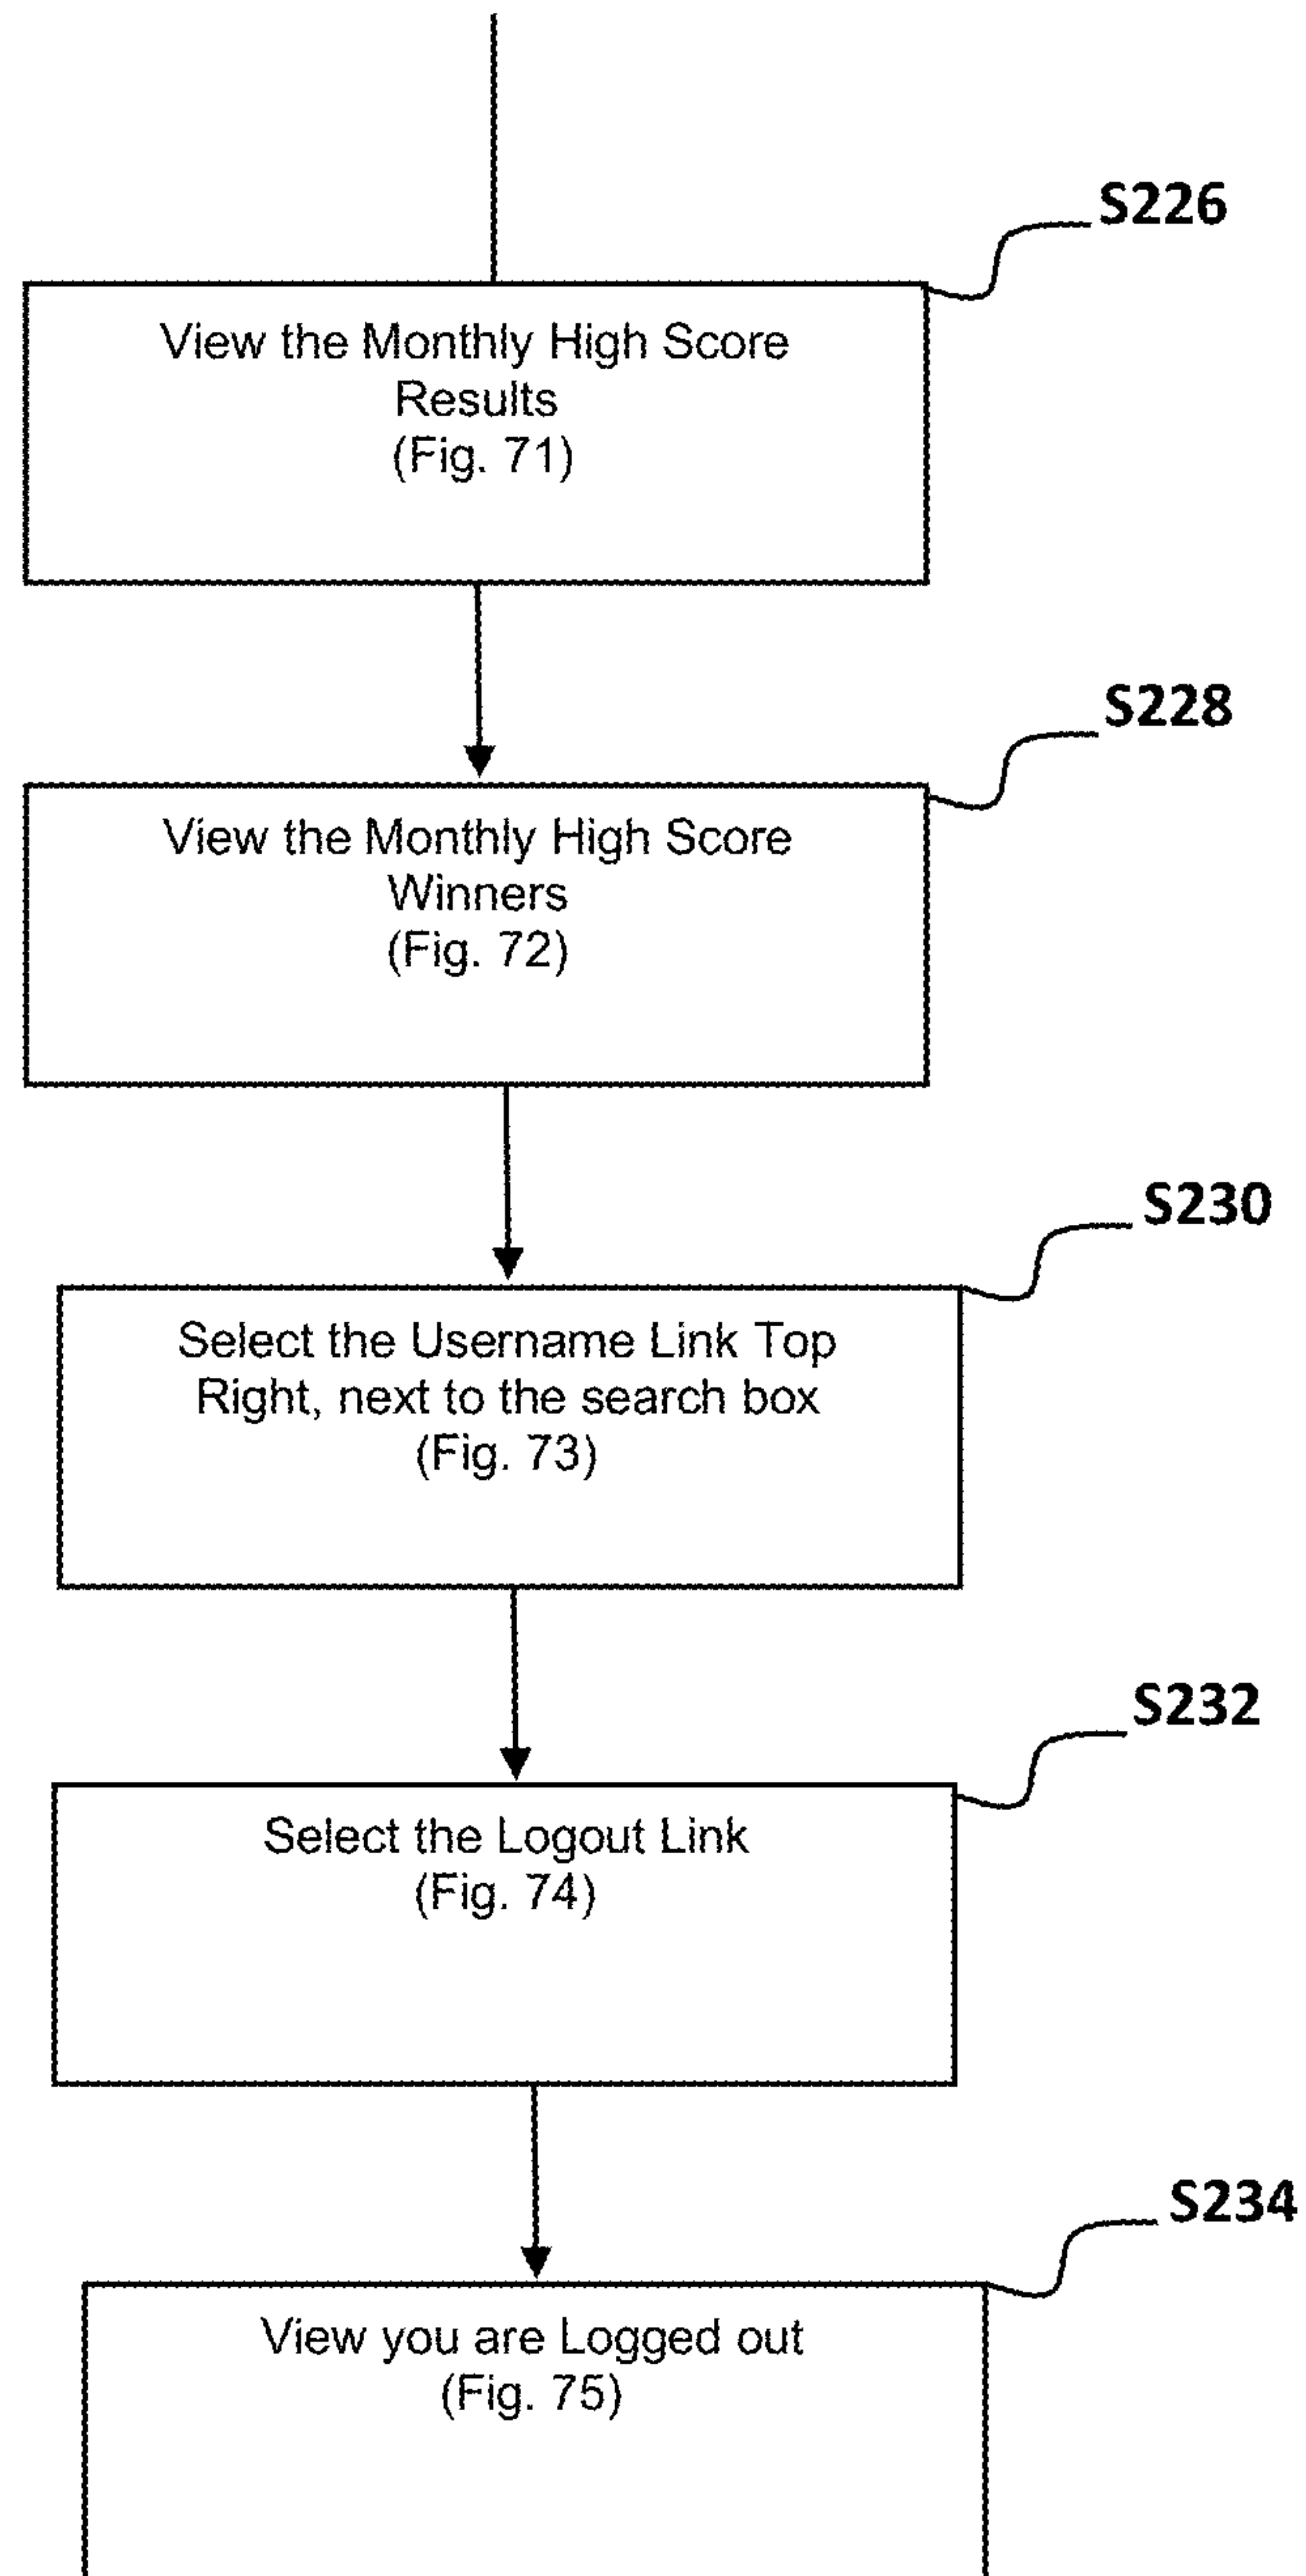 S226
View the Monthly High Score
Results
(Fig. 71)
S228
View the Monthly High Score
Winners
(Fig. 72)
S230
Select the Username Link Top
Right, next to the search box
(Fig. 73)
S232
Select the Logout Link
(Fig. 74)
S234
View you are Logged out
(Fig. 75)